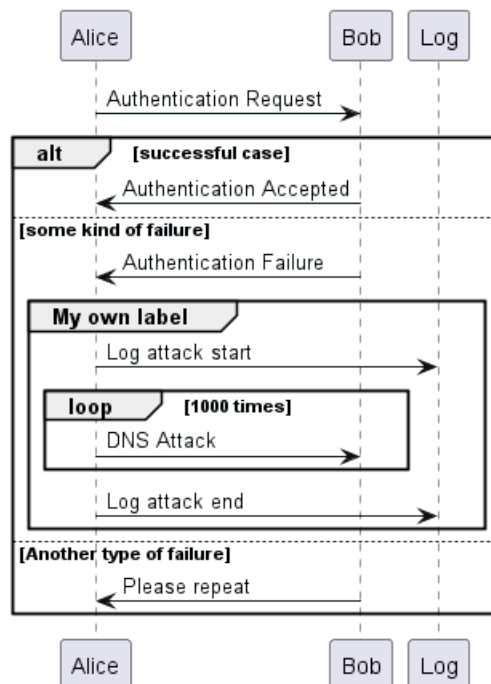 Alice Bob Log
Authentication Request
alt [successful case]
Authentication Accepted
[some kind of failure]
Authentication Failure
My own label
Log attack start
loop [1000 times]
DNS Attack
Log attack end
[Another type of failure]
Please repeat
Alice Bob Log